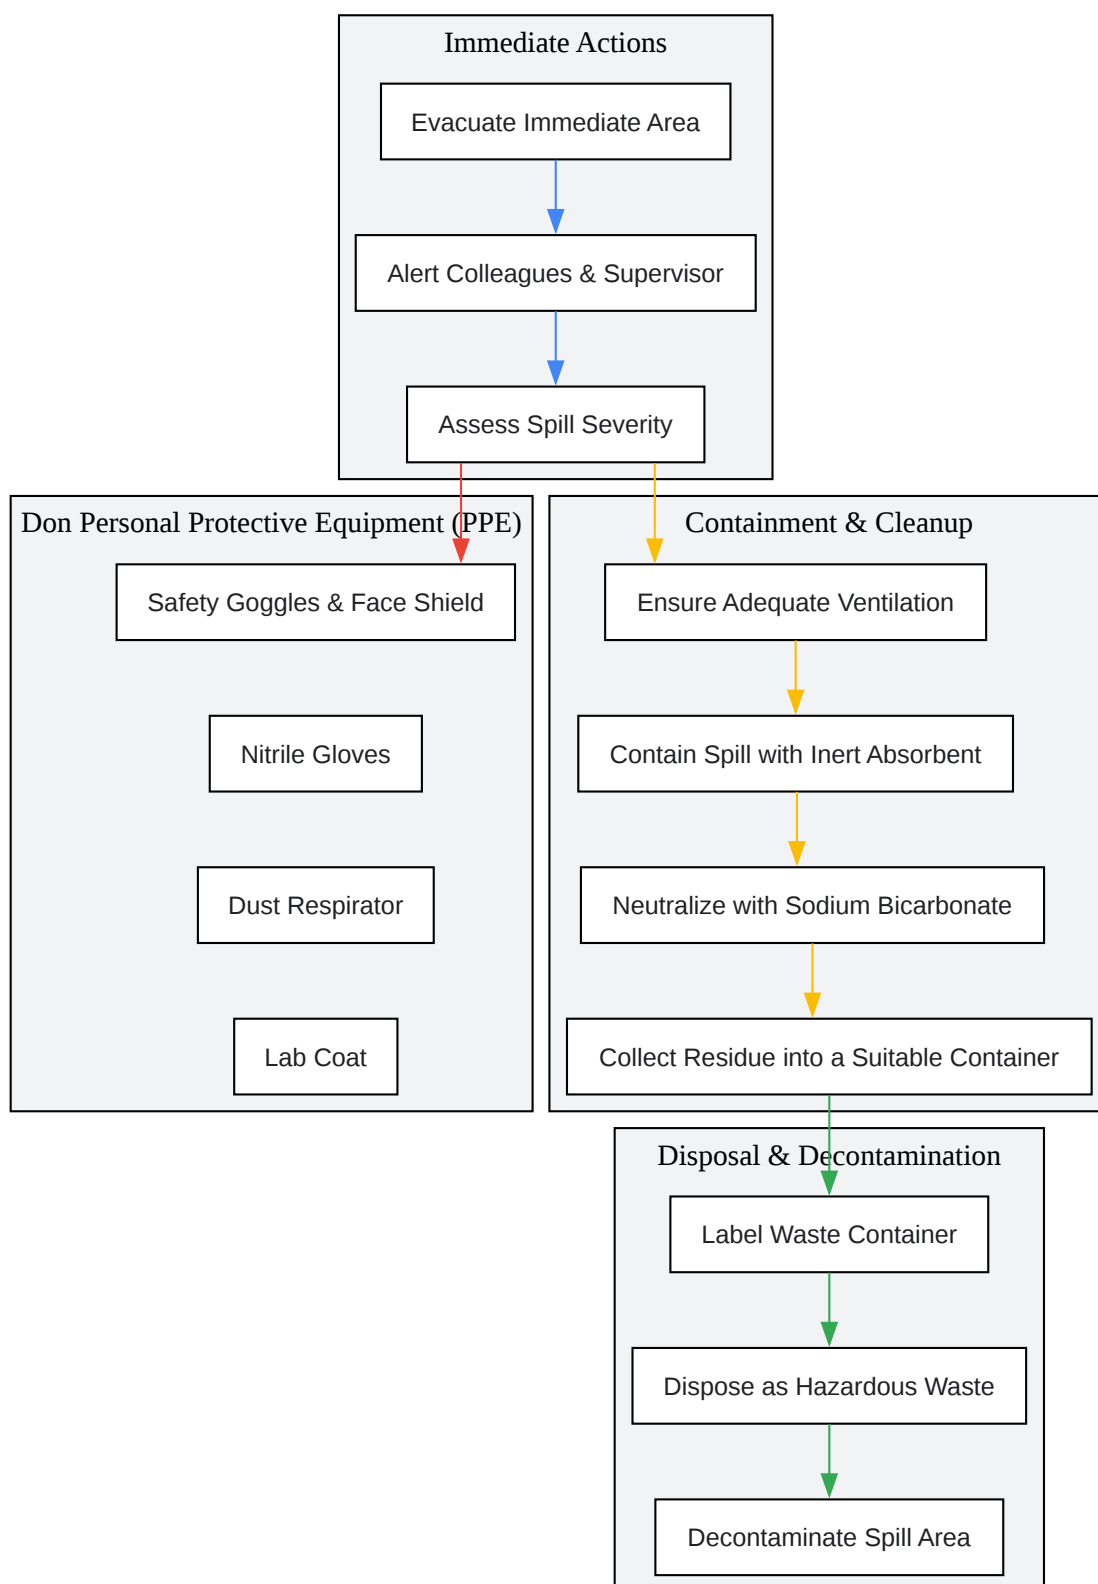 Immediate Actions
Evacuate Immediate Area
Alert Colleagues & Supervisor
Assess Spill Severity
Don Personal Protective Equipment (PPE)
Safety Goggles & Face Shield
Nitrile Gloves
Dust Respirator
Lab Coat
Containment & Cleanup
Ensure Adequate Ventilation
Contain Spill with Inert Absorbent
Neutralize with Sodium Bicarbonate
Collect Residue into a Suitable Container
Disposal & Decontamination
Label Waste Container
Dispose as Hazardous Waste
Decontaminate Spill Area